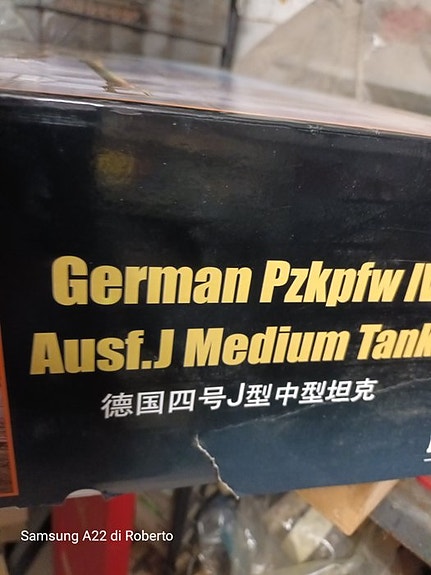 German Pzkpfw IV
Ausf.J Medium Tank
德国四号J型中型坦克
Samsung A22 di Roberto